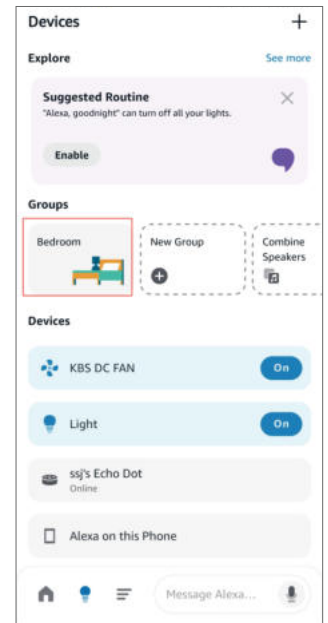 Devices
Explore
See more
Suggested Routine
"Alexa, goodnight" can turn off all your lights.
Enable
Groups
Bedroom
New Group
Combine
Speakers
Devices
KBS DC FAN
On
Light
On
ssj's Echo Dot
Online
Alexa on this Phone
Message Alexa...